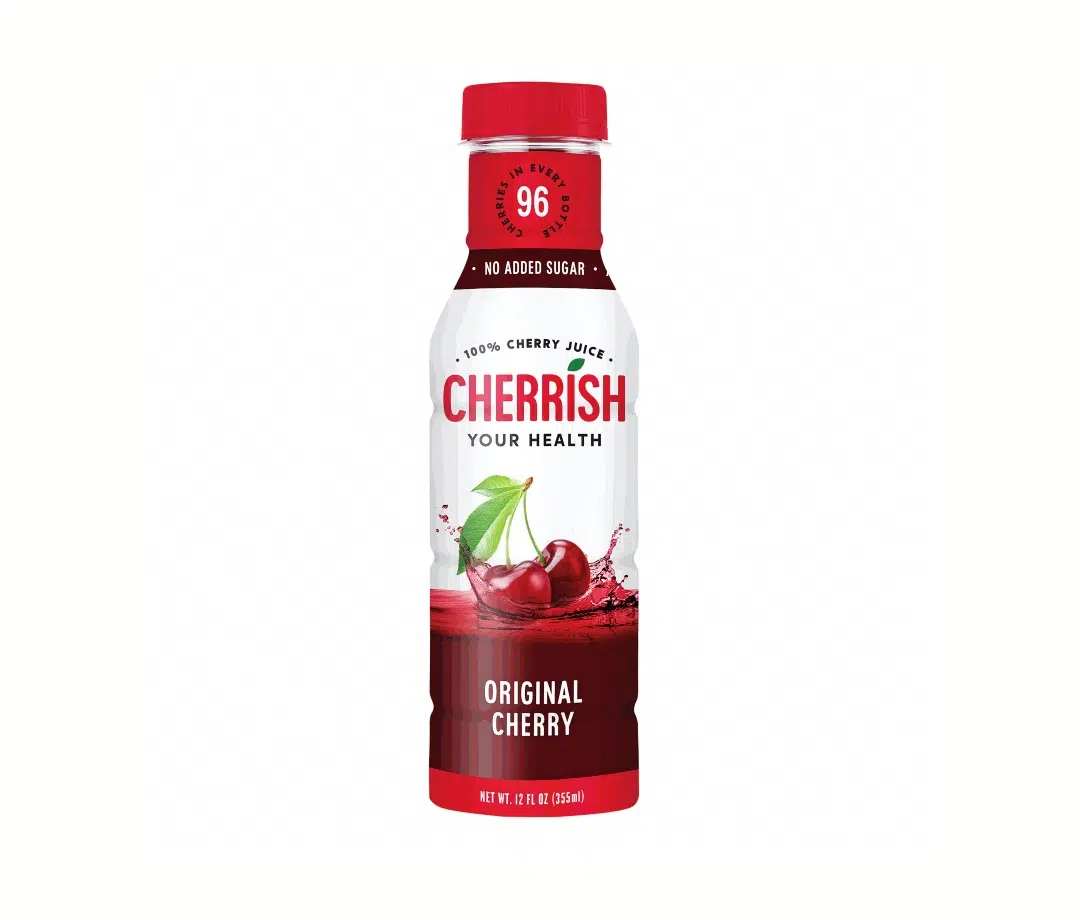 CHERRIES IN EVERY BOTTLE
96
· NO ADDED SUGAR ·
· 100% CHERRY JUICE ·
CHERRISH
YOUR HEALTH
ORIGINAL
CHERRY
NET WT. 12 FL OZ (355ml)